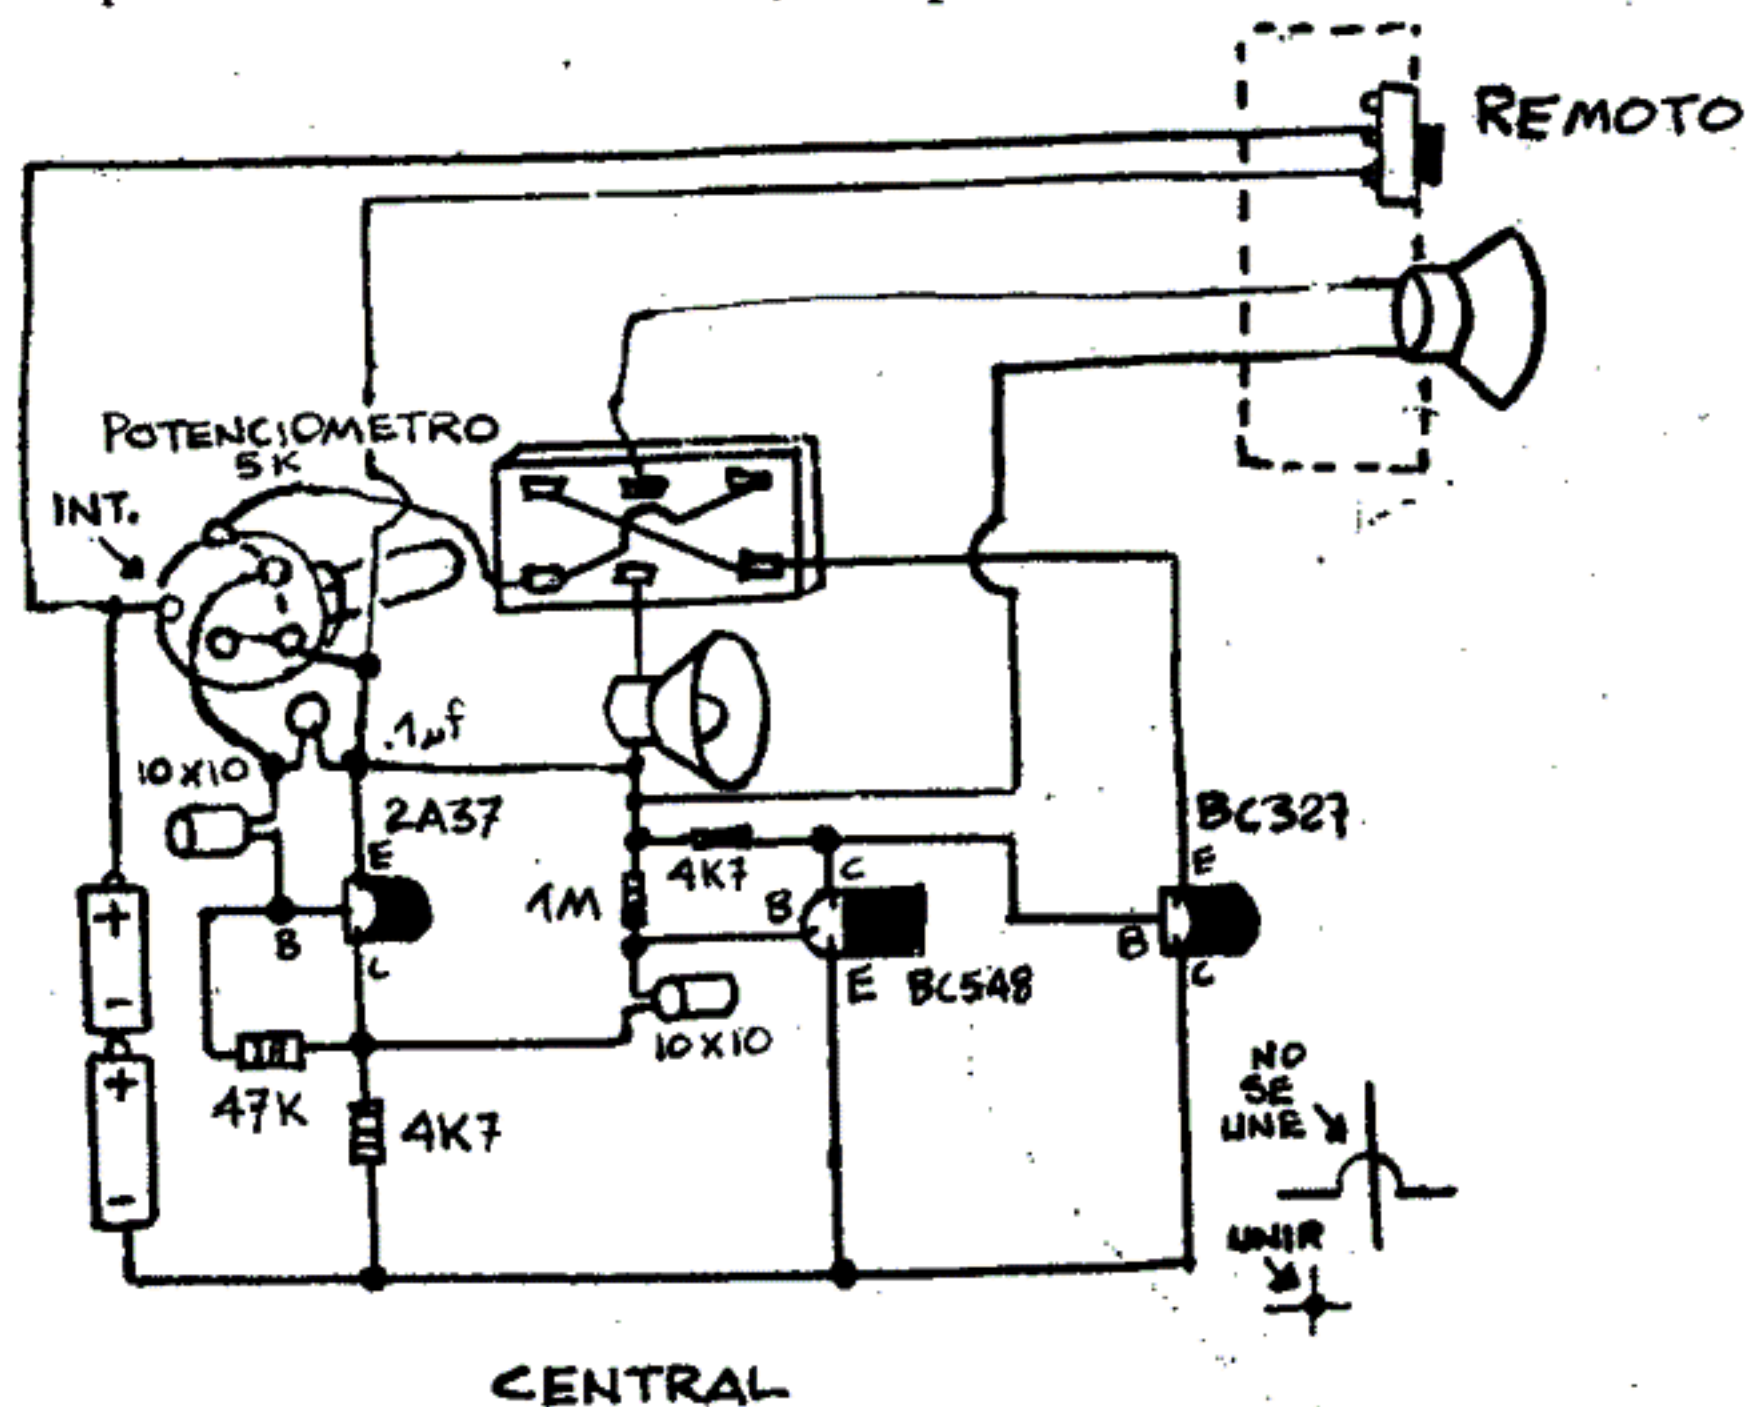 REMOTO
POTENCIOMETRO
5K
INT.
.1µf
10x10
2A37
BC327
E
E
4K7
C
1M
B
+
B
B
C
E BC548
C
-
10x10
+
47K
4K7
-
NO
SE
UNE
UNIR
CENTRAL